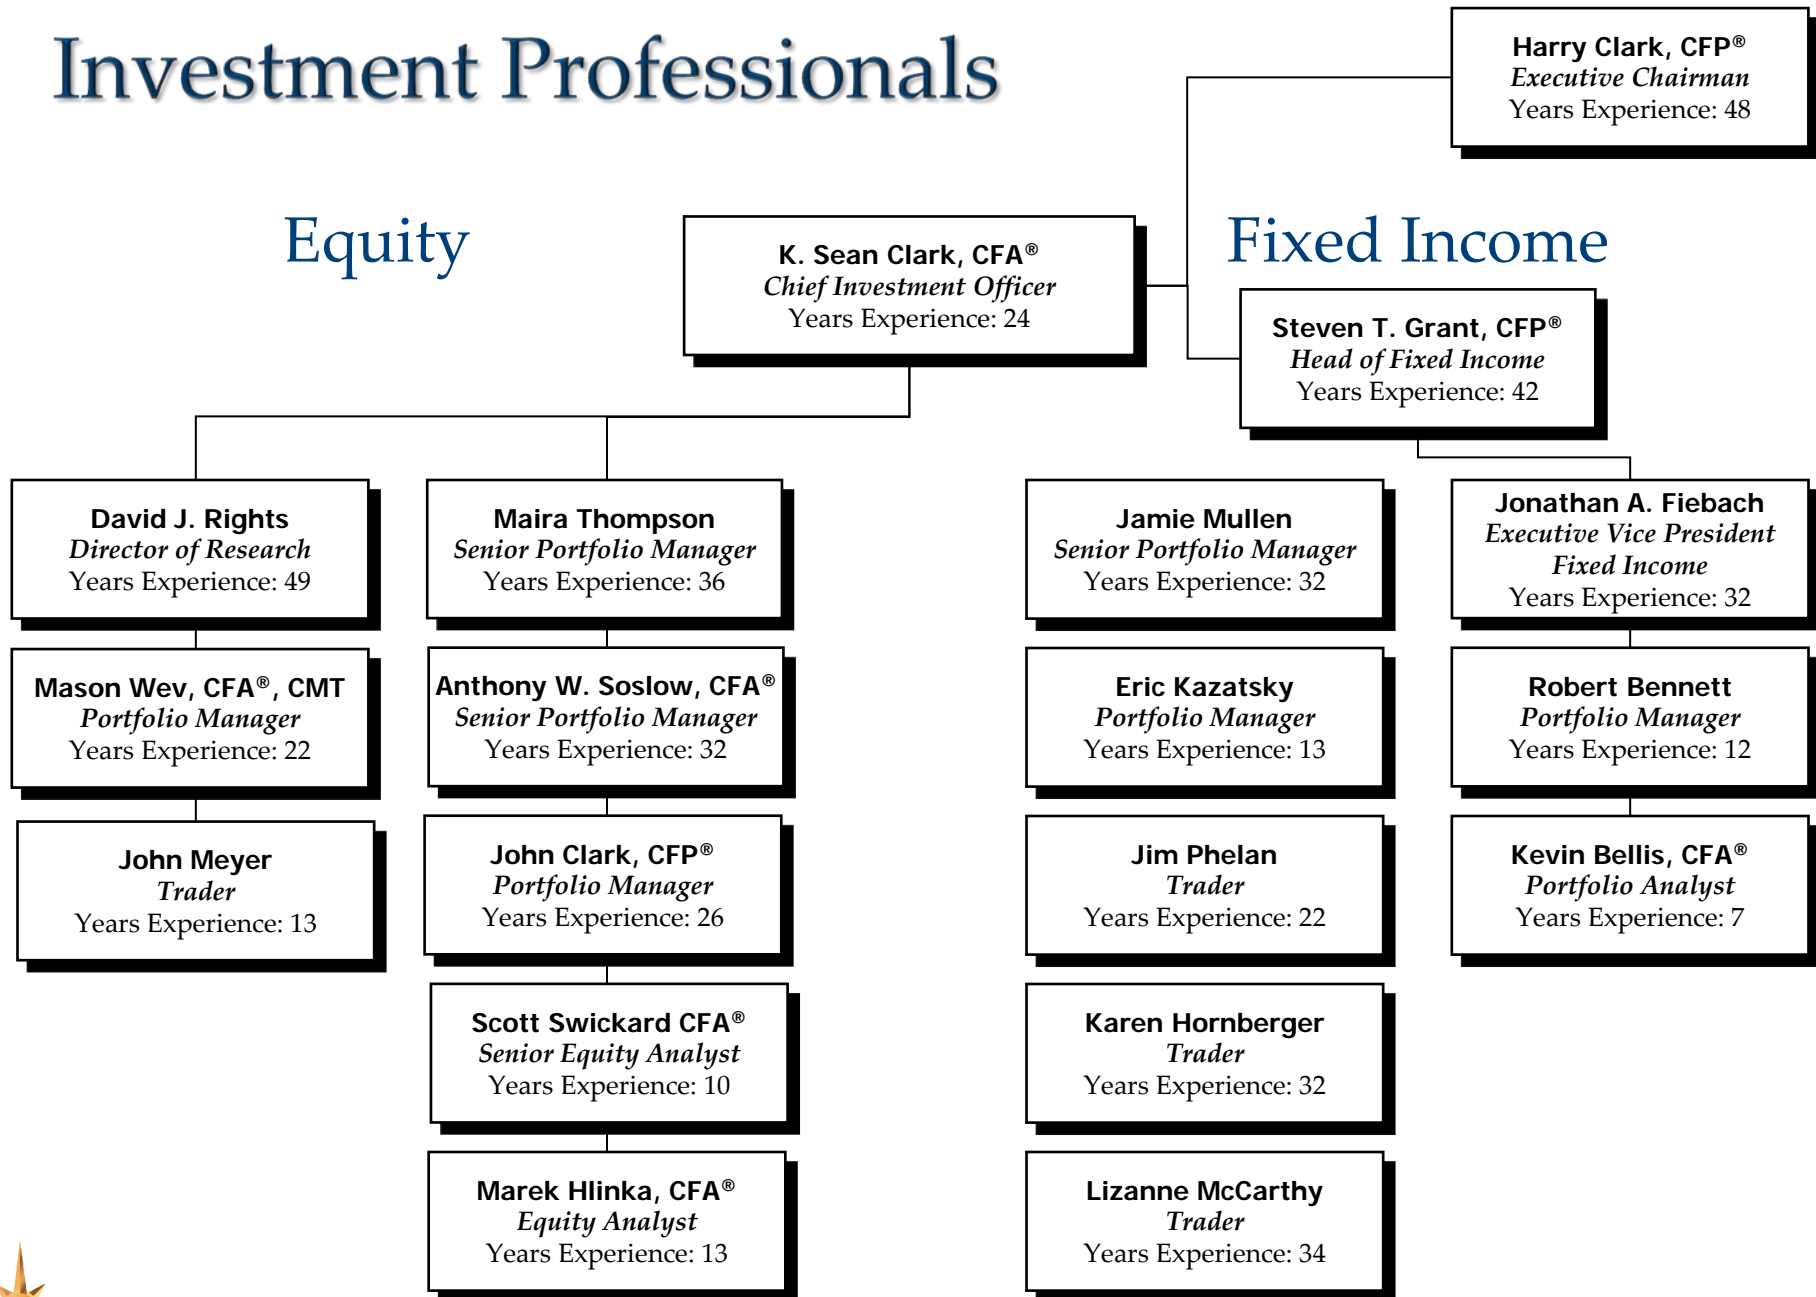 Investment Professionals
Harry Clark, CFP®
Executive Chairman
Years Experience: 48
Equity
K. Sean Clark, CFA®
Chief Investment Officer
Years Experience: 24
Fixed Income
Steven T. Grant, CFP®
Head of Fixed Income
Years Experience: 42
David J. Rights
Director of Research
Years Experience: 49
Maira Thompson
Senior Portfolio Manager
Years Experience: 36
Jamie Mullen
Senior Portfolio Manager
Years Experience: 32
Jonathan A. Fiebach
Executive Vice President
Fixed Income
Years Experience: 32
Mason Wev, CFA®, CMT
Portfolio Manager
Years Experience: 22
Anthony W. Soslow, CFA®
Senior Portfolio Manager
Years Experience: 32
Eric Kazatsky
Portfolio Manager
Years Experience: 13
Robert Bennett
Portfolio Manager
Years Experience: 12
John Meyer
Trader
Years Experience: 13
John Clark, CFP®
Portfolio Manager
Years Experience: 26
Jim Phelan
Trader
Years Experience: 22
Kevin Bellis, CFA®
Portfolio Analyst
Years Experience: 7
Scott Swickard CFA®
Senior Equity Analyst
Years Experience: 10
Karen Hornberger
Trader
Years Experience: 32
Marek Hlinka, CFA®
Equity Analyst
Years Experience: 13
Lizanne McCarthy
Trader
Years Experience: 34